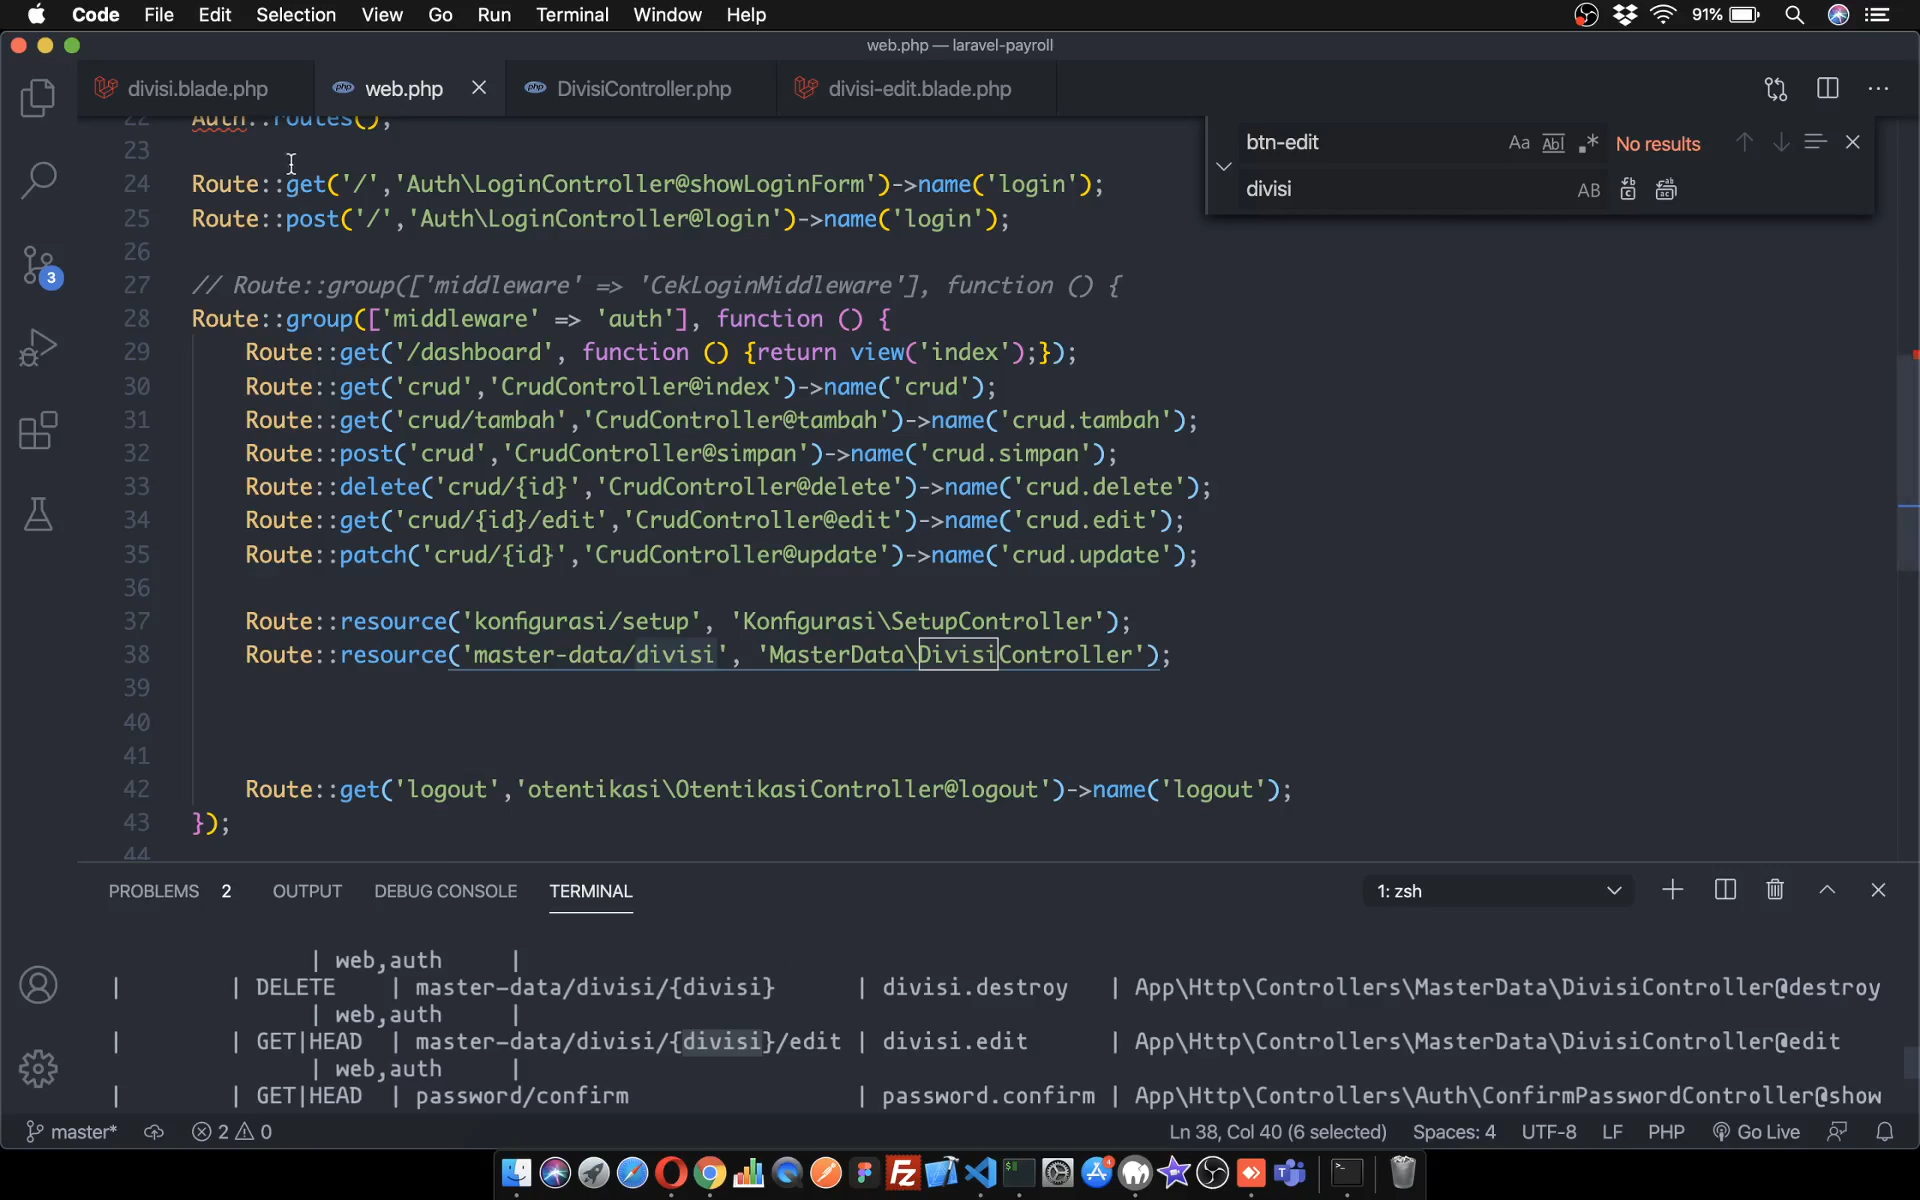 Code File Edit Selection View Go Run Terminal Window Help 91%
web.php — laravel-payroll
divisi.blade.php web.php DivisiController.php divisi-edit.blade.php
btn-edit Aa Abl .* No results
divisi AB
22 Auth::routes();
23
24 Route::get('/','Auth\LoginController@showLoginForm')->name('login');
25 Route::post('/','Auth\LoginController@login')->name('login');
26
27 // Route::group(['middleware' => 'CekLoginMiddleware'], function () {
28 Route::group(['middleware' => 'auth'], function () {
29 Route::get('/dashboard', function () {return view('index');});
30 Route::get('crud','CrudController@index')->name('crud');
31 Route::get('crud/tambah','CrudController@tambah')->name('crud.tambah');
32 Route::post('crud','CrudController@simpan')->name('crud.simpan');
33 Route::delete('crud/{id}','CrudController@delete')->name('crud.delete');
34 Route::get('crud/{id}/edit','CrudController@edit')->name('crud.edit');
35 Route::patch('crud/{id}','CrudController@update')->name('crud.update');
36
37 Route::resource('konfigurasi/setup', 'Konfigurasi\SetupController');
38 Route::resource('master-data/divisi', 'MasterData\DivisiController');
39
40
41
42 Route::get('logout','otentikasi\OtentikasiController@logout')->name('logout');
43 });
44
3
PROBLEMS 2 OUTPUT DEBUG CONSOLE TERMINAL 1: zsh
| web,auth |
| | DELETE | master-data/divisi/{divisi} | divisi.destroy | App\Http\Controllers\MasterData\DivisiController@destroy
| web,auth |
| | GET|HEAD | master-data/divisi/{divisi}/edit | divisi.edit | App\Http\Controllers\MasterData\DivisiController@edit
| web,auth |
| | GET|HEAD | password/confirm | password.confirm | App\Http\Controllers\Auth\ConfirmPasswordController@show
master* 2 0 Ln 38, Col 40 (6 selected) Spaces: 4 UTF-8 LF PHP Go Live